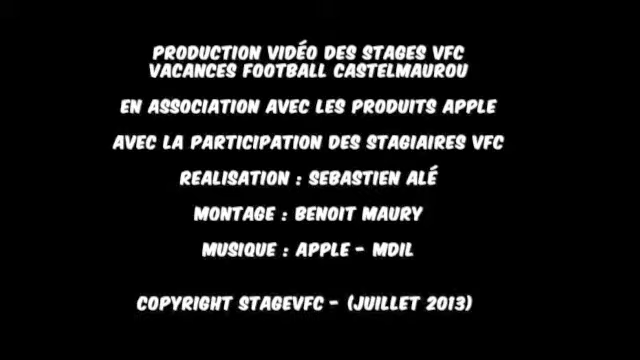 PRODUCTION VIDÉO DES STAGES VFC
VACANCES FOOTBALL CASTELMAUROU
EN ASSOCIATION AVEC LES PRODUITS APPLE
AVEC LA PARTICIPATION DES STAGIAIRES VFC
REALISATION : SEBASTIEN ALÉ
MONTAGE : BENOIT MAURY
MUSIQUE : APPLE - MDIL
COPYRIGHT STAGEVFC - (JUILLET 2013)